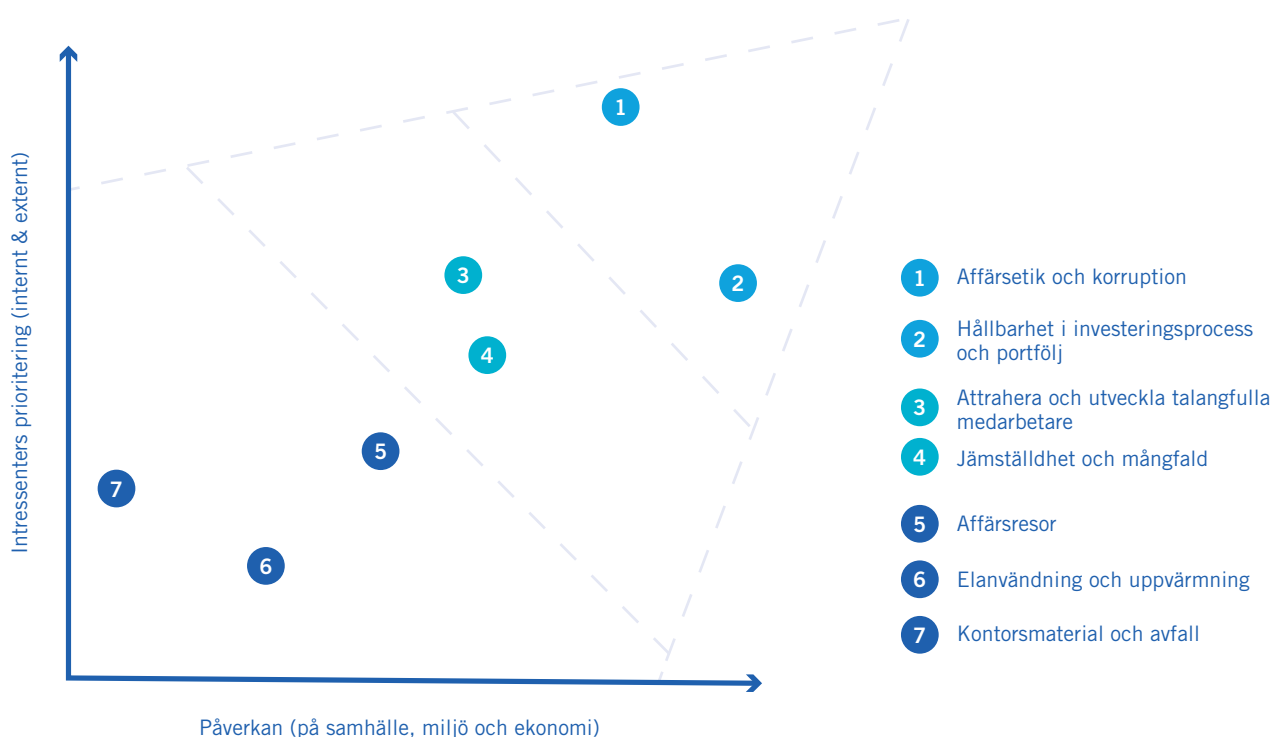 Intressenters prioritering (internt & externt)
1
3
2
4
5
7
6
Påverkan (på samhälle, miljö och ekonomi)
1 Affärsetik och korruption
2 Hållbarhet i investeringsprocess
och portfölj
3 Attrahera och utveckla talangfulla
medarbetare
4 Jämställdhet och mångfald
5 Affärsresor
6 Elanvändning och uppvärmning
7 Kontorsmaterial och avfall